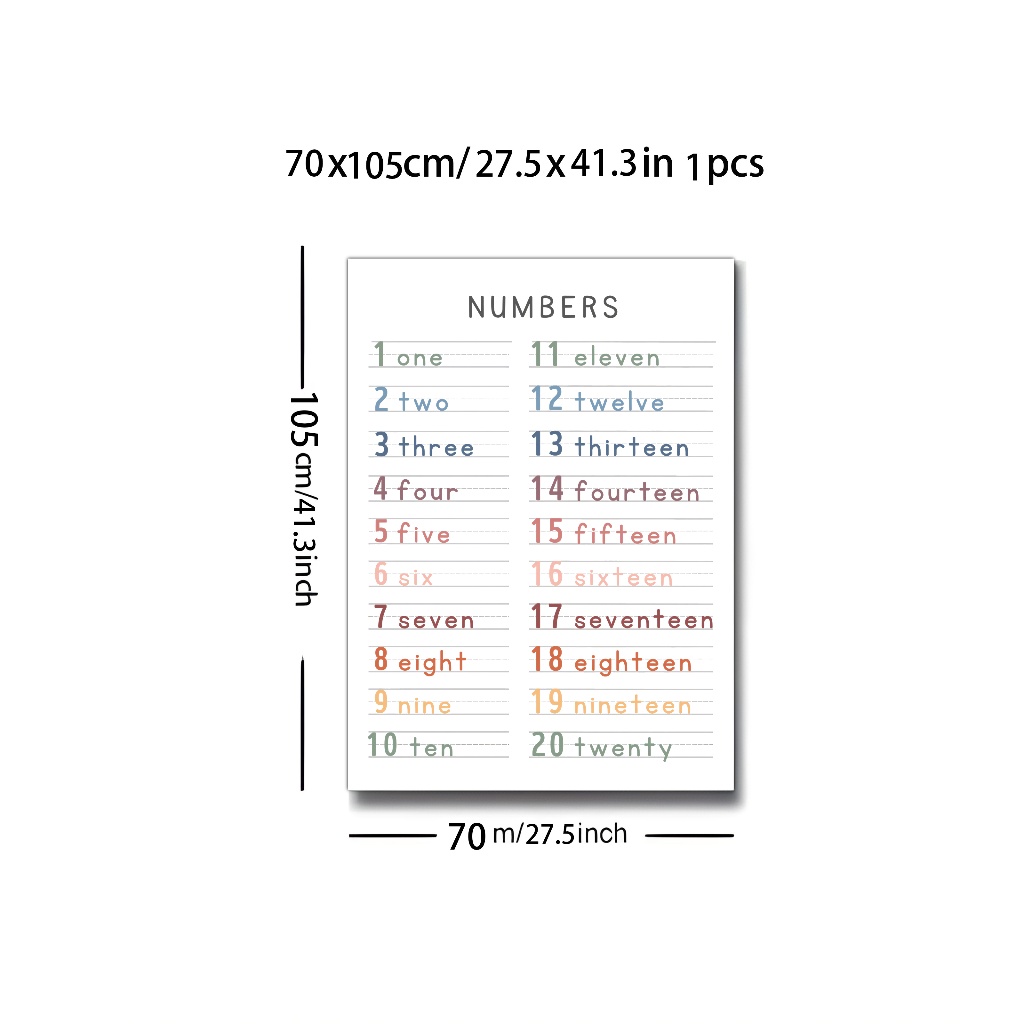 70x105cm/27.5x41.3in 1pcs
NUMBERS
1 one
2 two
3 three
4 four
5 five
6 six
7 seven
8 eight
9 nine
10 ten
11 eleven
12 twelve
13 thirteen
14 fourteen
15 fifteen
16 sixteen
17 seventeen
18 eighteen
19 nineteen
20 twenty
105cm/41.3inch
70 m/27.5inch